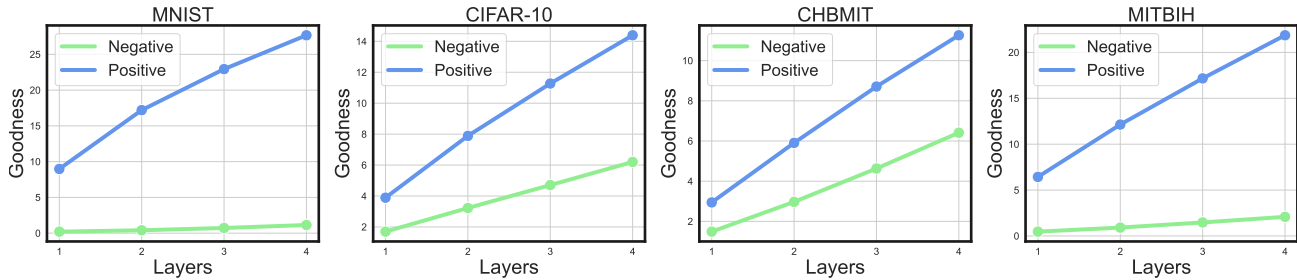 MNIST
Goodness
25
20
15
10
5
0
Negative
Positive
1 2 3 4
Layers
CIFAR-10
Goodness
14
12
10
8
6
4
2
Negative
Positive
1 2 3 4
Layers
CHBMIT
Goodness
10
8
6
4
2
Negative
Positive
1 2 3 4
Layers
MITBIH
Goodness
20
15
10
5
0
Negative
Positive
1 2 3 4
Layers